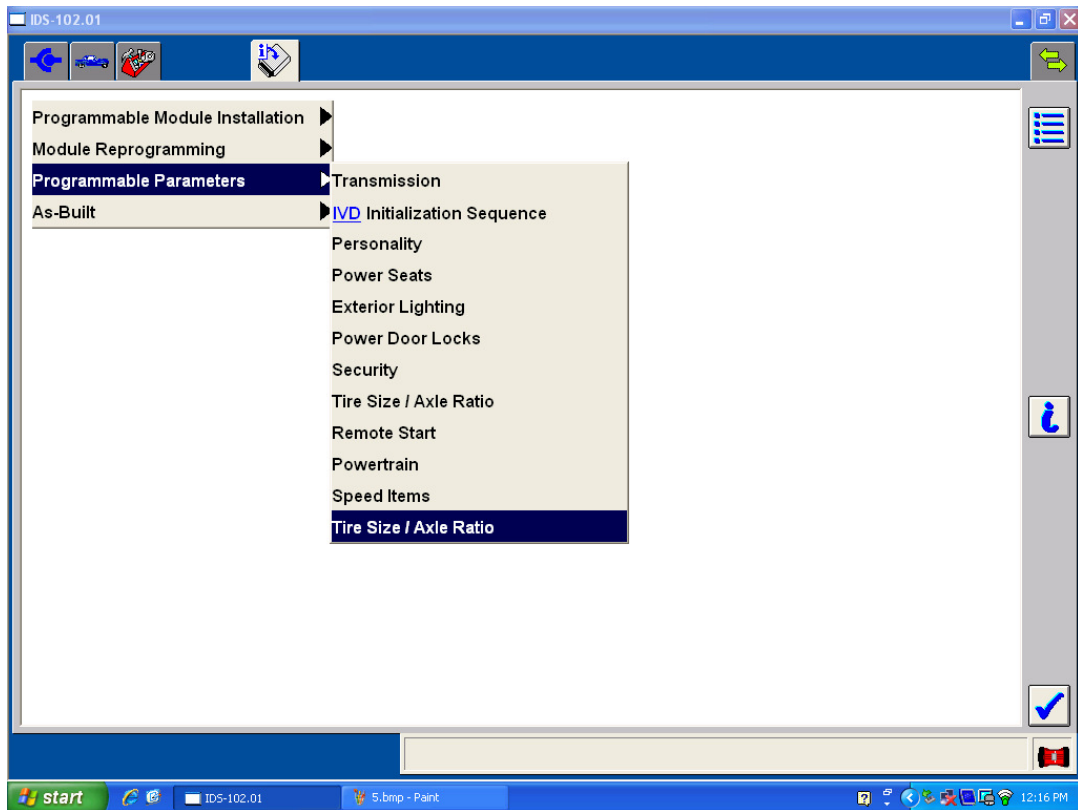 IDS-102.01
Programmable Module Installation
Module Reprogramming
Programmable Parameters
As-Built
Transmission
IVD Initialization Sequence
Personality
Power Seats
Exterior Lighting
Power Door Locks
Security
Tire Size / Axle Ratio
Remote Start
Powertrain
Speed Items
Tire Size / Axle Ratio
start
IDS-102.01
5.bmp - Paint
12:16 PM